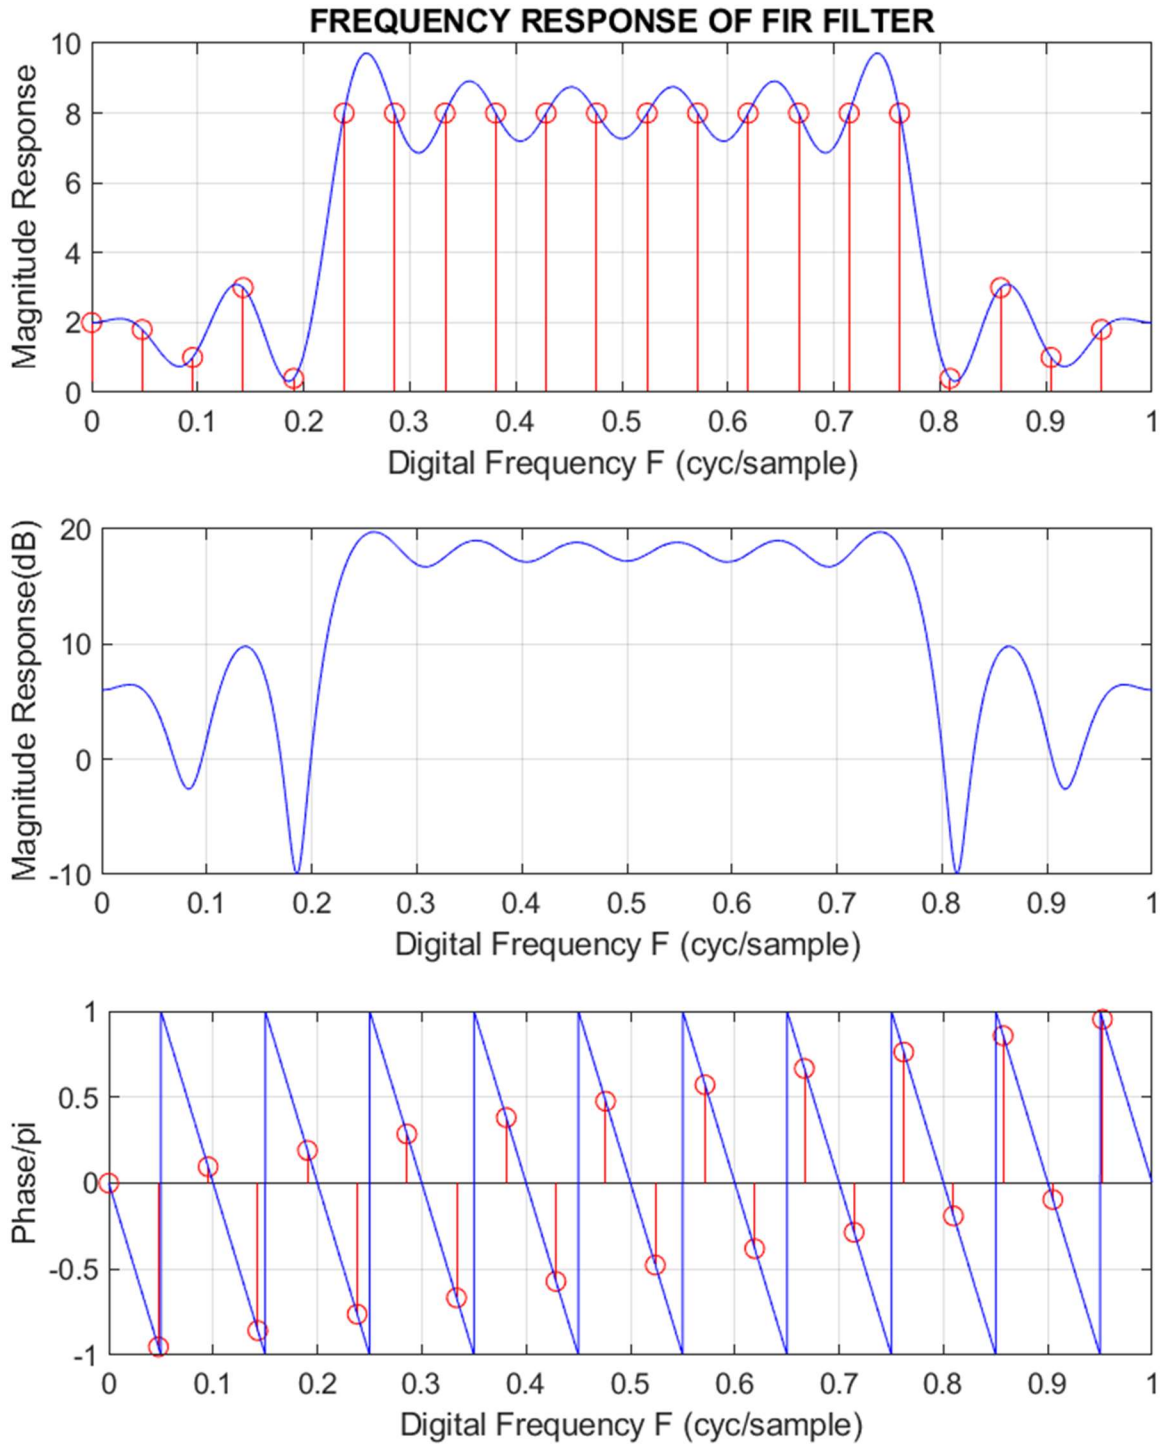 FREQUENCY RESPONSE OF FIR FILTER
Magnitude Response
10
8
6
4
2
0
0 0.1 0.2 0.3 0.4 0.5 0.6 0.7 0.8 0.9 1
Digital Frequency F (cyc/sample)
Magnitude Response(dB)
20
10
0
-10
0 0.1 0.2 0.3 0.4 0.5 0.6 0.7 0.8 0.9 1
Digital Frequency F (cyc/sample)
Phase/pi
1
0.5
0
-0.5
-1
0 0.1 0.2 0.3 0.4 0.5 0.6 0.7 0.8 0.9 1
Digital Frequency F (cyc/sample)